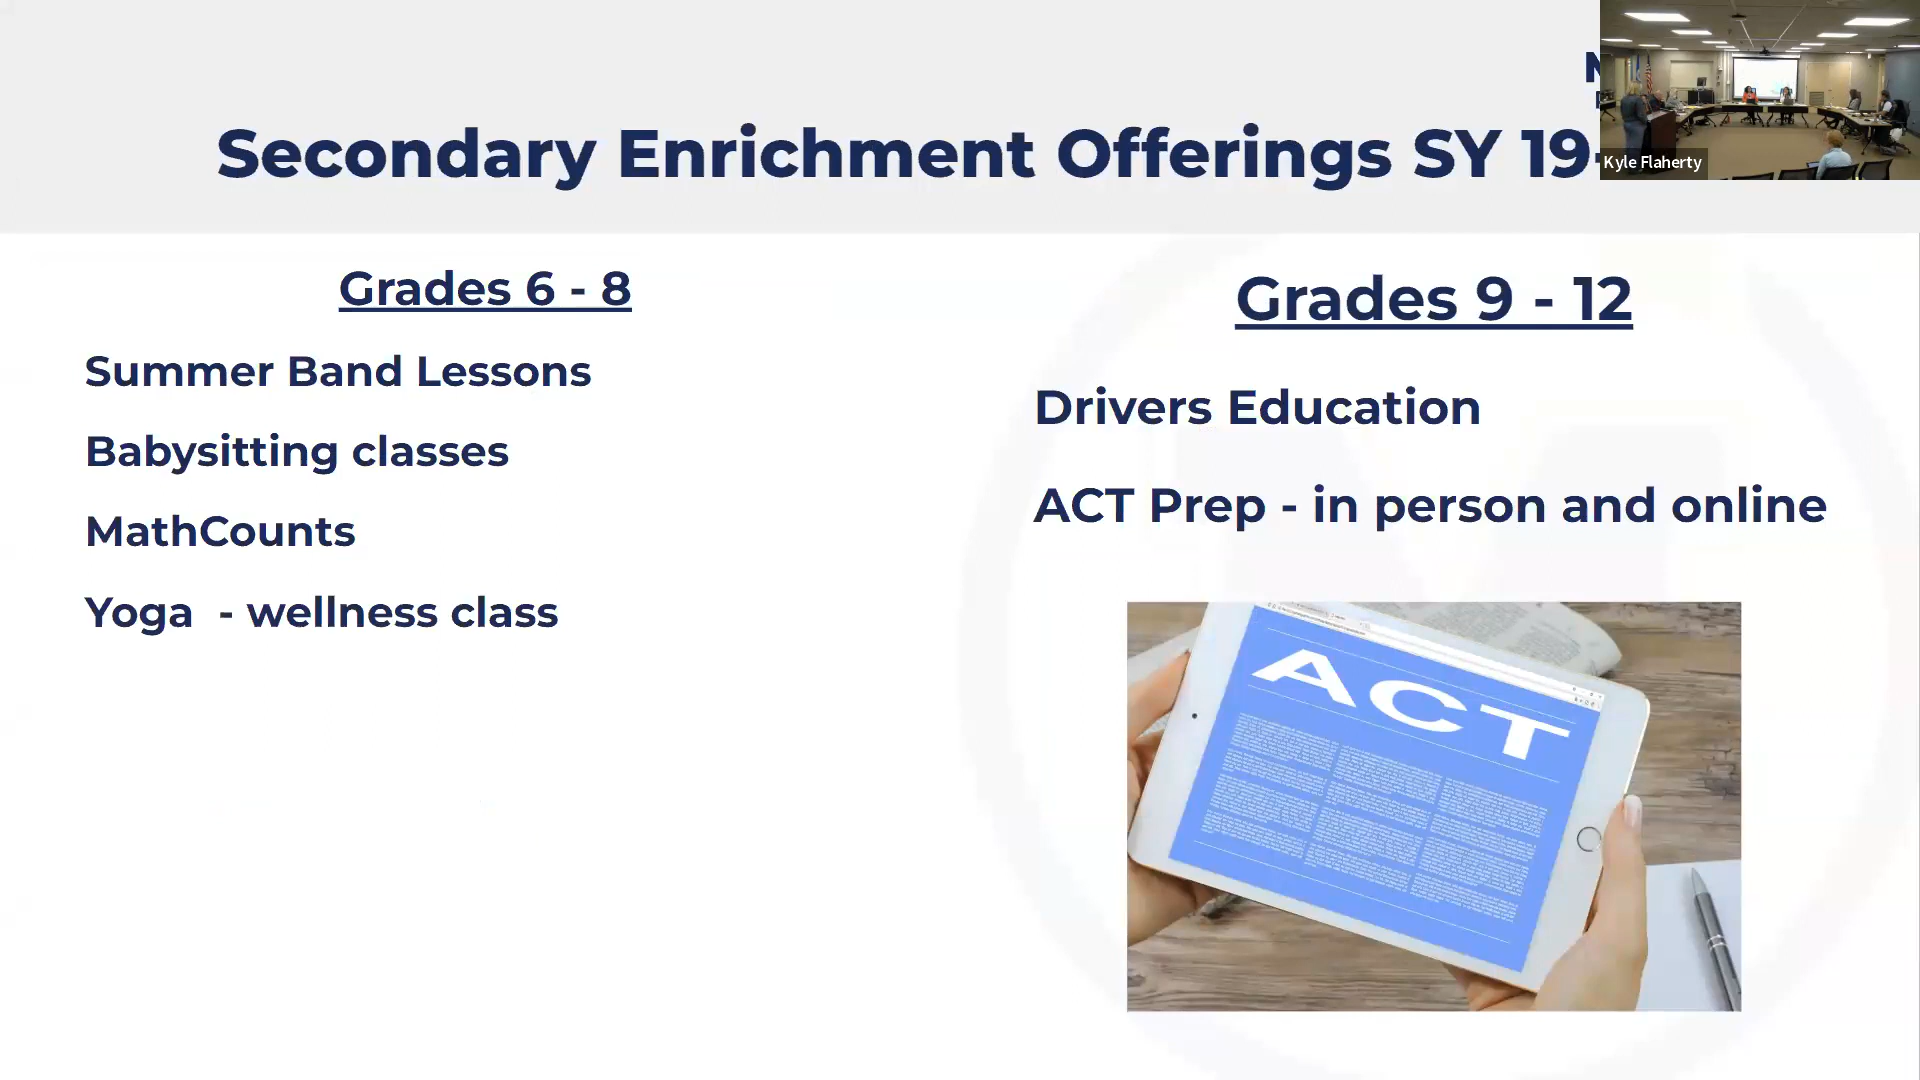 Secondary Enrichment Offerings SY 19-
Kyle Flaherty
Grades 6 - 8
Summer Band Lessons
Babysitting classes
MathCounts
Yoga - wellness class
Grades 9 - 12
Drivers Education
ACT Prep - in person and online
ACT